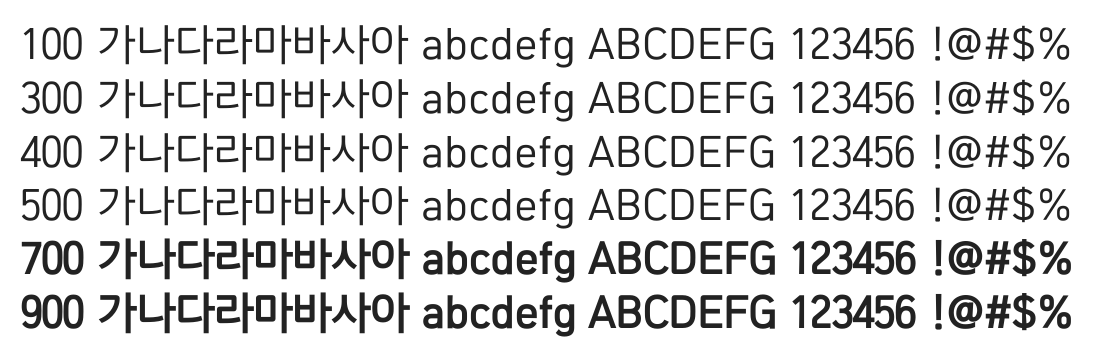 100 가나다라마바사아 abcdefg ABCDEFG 123456 !@#$%
300 가나다라마바사아 abcdefg ABCDEFG 123456 !@#$%
400 가나다라마바사아 abcdefg ABCDEFG 123456 !@#$%
500 가나다라마바사아 abcdefg ABCDEFG 123456 !@#$%
700 가나다라마바사아 abcdefg ABCDEFG 123456 !@#$%
900 가나다라마바사아 abcdefg ABCDEFG 123456 !@#$%